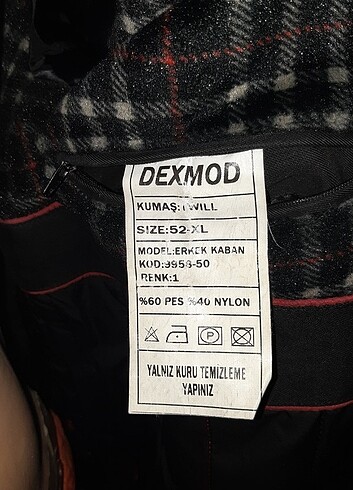 DEXMOD
KUMAŞ: TWILL
SIZE:52-XL
MODEL:ERKEK KABAN
KOD:9958-50
RENK:1
%60 PES %40 NYLON
P
YALNIZ KURU TEMİZLEME
YAPINIZ